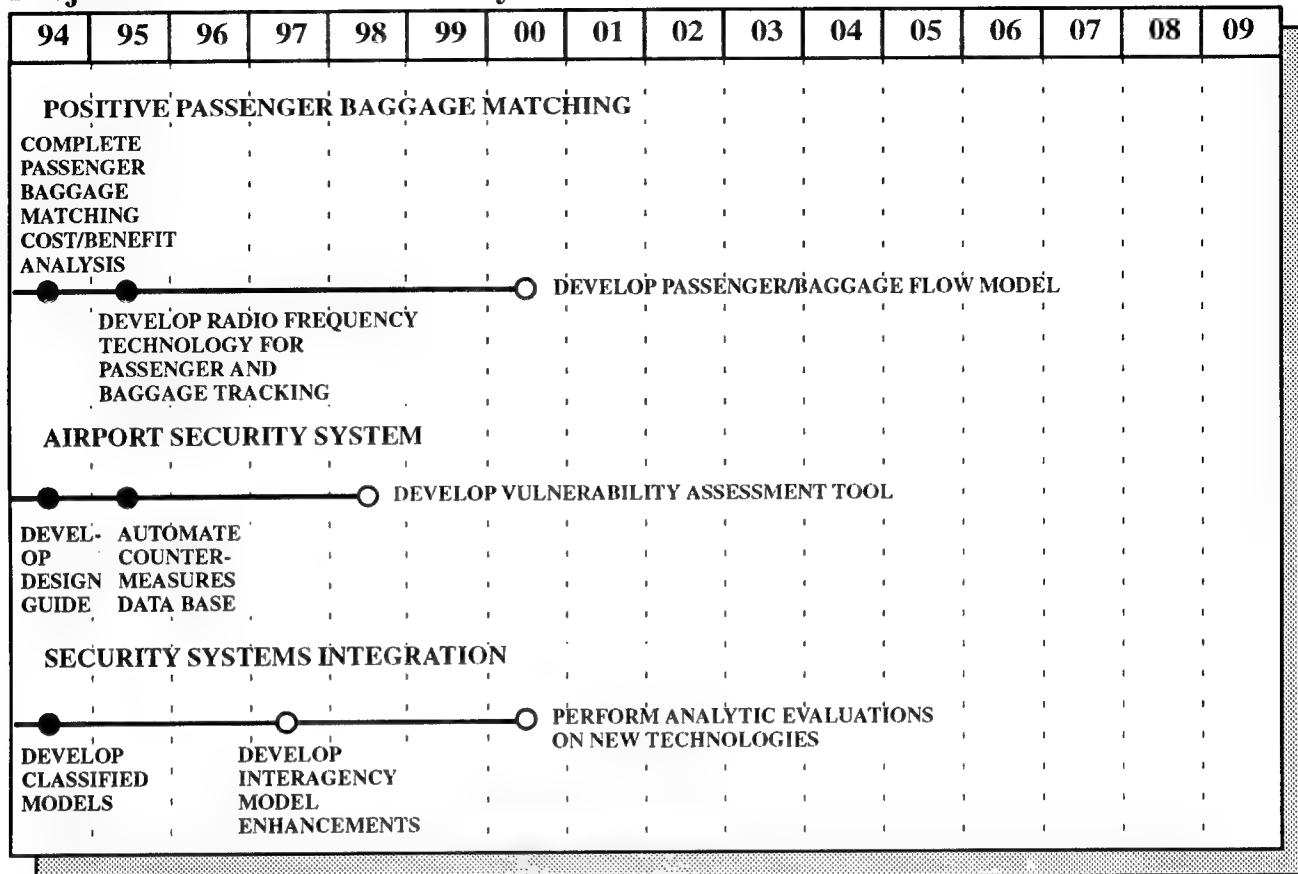 94 95 96 97 98 99 00 01 02 03 04 05 06 07 08 09
POSITIVE PASSENGER BAGGAGE MATCHING
COMPLETE
PASSENGER
BAGGAGE
MATCHING
COST/BENEFIT
ANALYSIS
DEVELOP PASSENGER/BAGGAGE FLOW MODEL
DEVELOP RADIO FREQUENCY
TECHNOLOGY FOR
PASSENGER AND
BAGGAGE TRACKING
AIRPORT SECURITY SYSTEM
DEVELOP VULNERABILITY ASSESSMENT TOOL
DEVEL-
OP
DESIGN
GUIDE
AUTOMATE
COUNTER-
MEASURES
DATA BASE
SECURITY SYSTEMS INTEGRATION
PERFORM ANALYTIC EVALUATIONS
ON NEW TECHNOLOGIES
DEVELOP
CLASSIFIED
MODELS
DEVELOP
INTERAGENCY
MODEL
ENHANCEMENTS